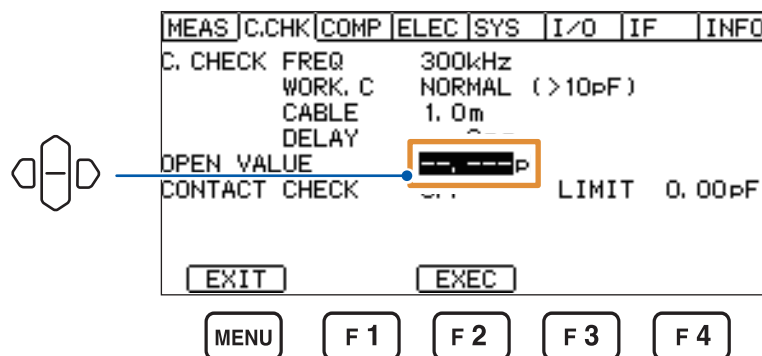 MEAS C.CHK COMP ELEC SYS I/O IF INFO
C. CHECK FREQ 300kHz
WORK. C NORMAL (>10pF)
CABLE 1.0m
DELAY
OPEN VALUE --.---p
CONTACT CHECK LIMIT 0.00pF
EXIT EXEC
MENU F1 F2 F3 F4